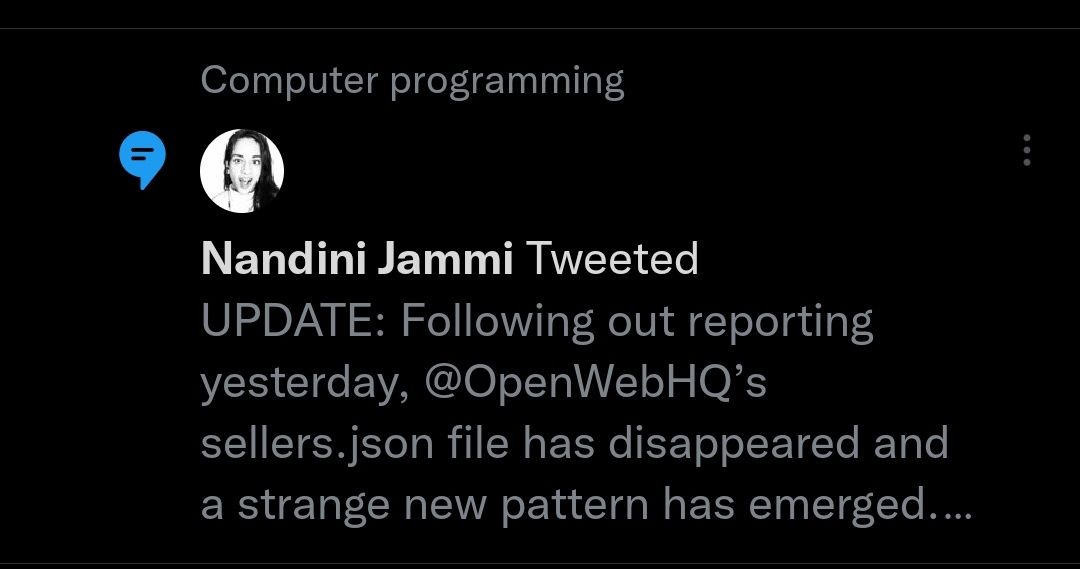 Computer programming
Nandini Jammi Tweeted
UPDATE: Following out reporting
yesterday, @OpenWebHQ’s
sellers.json file has disappeared and
a strange new pattern has emerged.…